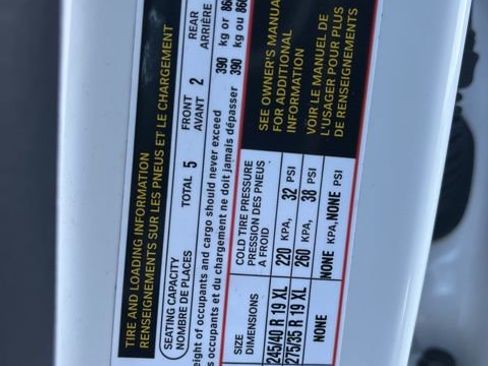 TIRE AND LOADING INFORMATION
RENSEIGNEMENTS SUR LES PNEUS ET LE CHARGEMENT
SEATING CAPACITY
NOMBRE DE PLACES
TOTAL 5
FRONT
AVANT 2
REAR
ARRIÈRE
eight of occupants and cargo should never exceed 390 kg or 86
s occupants et du chargement ne doit jamais dépasser 390 kg ou 86
SIZE
DIMENSIONS
COLD TIRE PRESSURE
PRESSION DES PNEUS
A FROID
245/40 R 19 XL 220 KPA, 32 PSI
275/35 R 19 XL 260 KPA, 38 PSI
NONE NONE KPA, NONE PSI
SEE OWNER'S MANUA
FOR ADDITIONAL
INFORMATION
VOIR LE MANUEL DE
L'USAGER POUR PLUS
DE RENSEIGNEMENTS